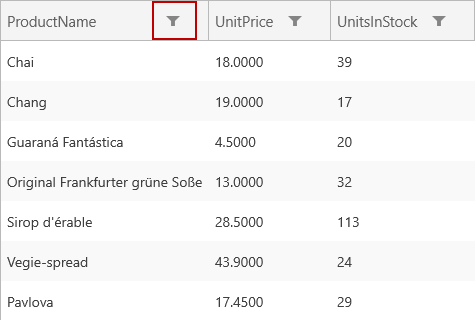 ProductName UnitPrice UnitsInStock
Chai 18.0000 39
Chang 19.0000 17
Guaraná Fantástica 4.5000 20
Original Frankfurter grüne Soße 13.0000 32
Sirop d'érable 28.5000 113
Vegie-spread 43.9000 24
Pavlova 17.4500 29